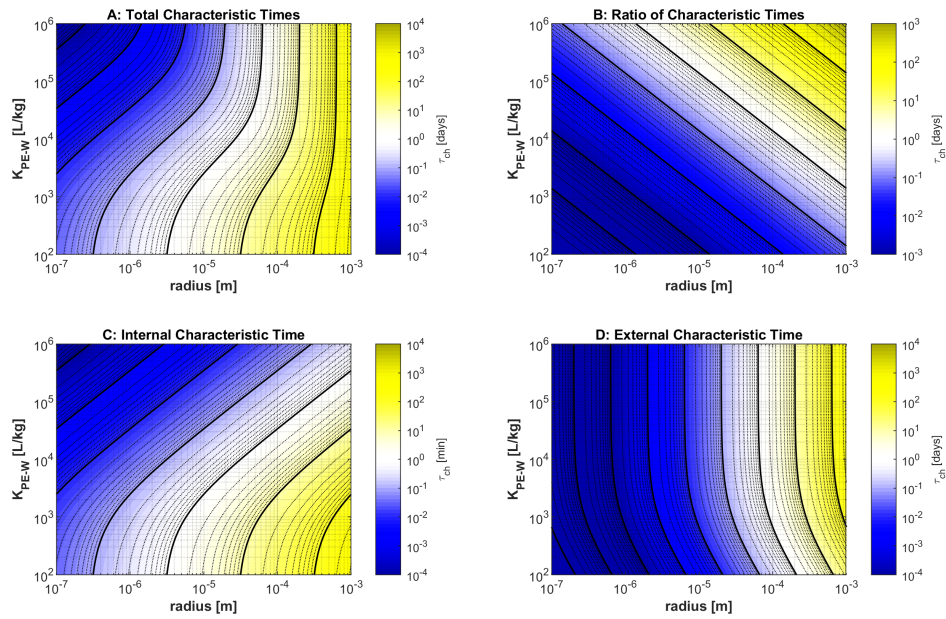 A: Total Characteristic Times
10^6
10^5
10^4
10^3
10^2
K_PE-W [L/kg]
10^-7 10^-6 10^-5 10^-4 10^-3
radius [m]
10^4
10^3
10^2
10^1
10^0
10^-1
10^-2
10^-3
10^-4
τ_ch [days]
B: Ratio of Characteristic Times
10^6
10^5
10^4
10^3
10^2
K_PE-W [L/kg]
10^-7 10^-6 10^-5 10^-4 10^-3
radius [m]
10^3
10^2
10^1
10^0
10^-1
10^-2
10^-3
τ_ch [days]
C: Internal Characteristic Time
10^6
10^5
10^4
10^3
10^2
K_PE-W [L/kg]
10^-7 10^-6 10^-5 10^-4 10^-3
radius [m]
10^4
10^3
10^2
10^1
10^0
10^-1
10^-2
10^-3
10^-4
τ_ch [min]
D: External Characteristic Time
10^6
10^5
10^4
10^3
10^2
K_PE-W [L/kg]
10^-7 10^-6 10^-5 10^-4 10^-3
radius [m]
10^4
10^3
10^2
10^1
10^0
10^-1
10^-2
10^-3
10^-4
τ_ch [days]